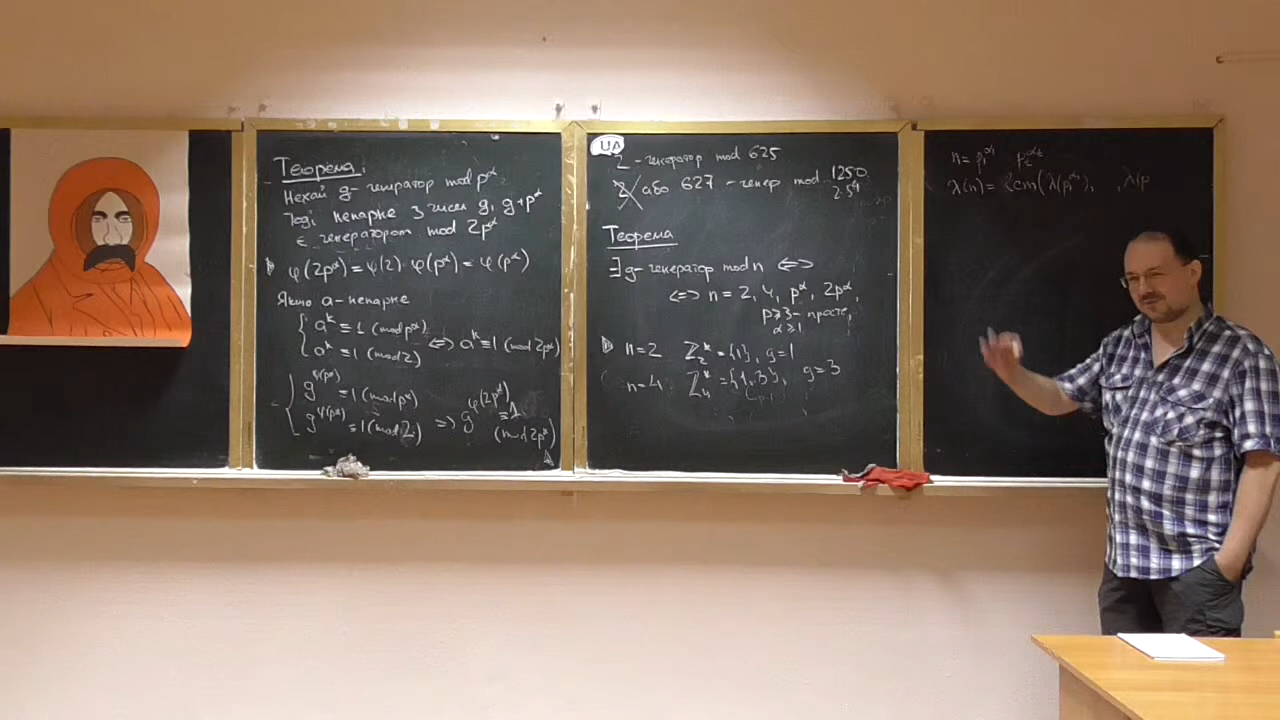 Теорема.
Нехай g - генератор mod p^α
Тоді непарне з чисел g, g+p^α
є генератором mod 2p^α
φ(2p^α) = φ(2)·φ(p^α) = φ(p^α)
Якщо a - непарне
{ a^k ≡ 1 (mod p^α)
a^k ≡ 1 (mod 2) ⟺ a^k ≡ 1 (mod 2p^α)
{ g^φ(p^α) ≡ 1 (mod p^α)
g^φ(p^α) ≡ 1 (mod 2) ⇒ g^φ(2p^α) ≡ 1
(mod 2p^α)
UA
2 - генератор mod 625
2 або 627 - генер mod 1250
2·5⁴
Теорема
∃ g - генератор mod n ⟺
⟺ n = 2, 4, p^α, 2p^α,
p ≥ 3 - просте,
α ≥ 1
n=2 Z₂* = {1}, g=1
n=4 Z₄* = {1,3}, g=3
n = p₁^α₁ p₂^α₂
λ(n) = lcm(λ(p₁^α₁), , λ(p